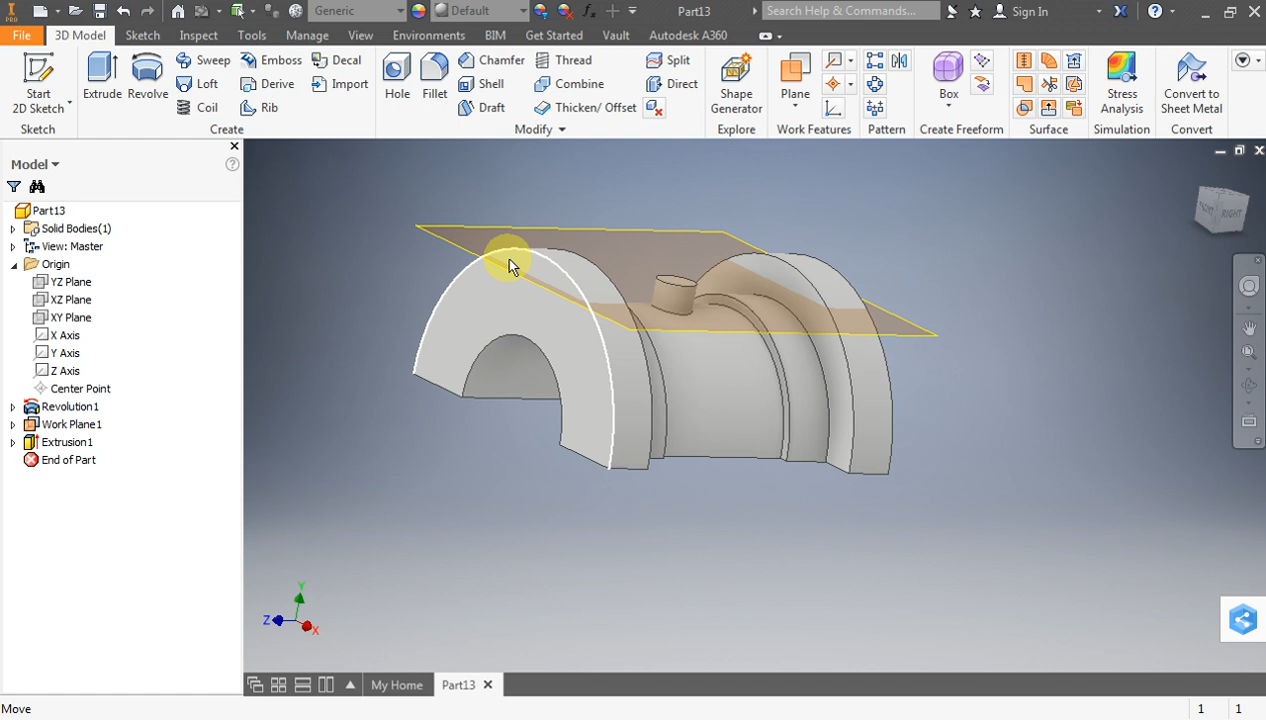 PRO Generic Default fx Part13 Search Help & Commands... Sign In
File 3D Model Sketch Inspect Tools Manage View Environments BIM Get Started Vault Autodesk A360
Start 2D Sketch
Extrude Revolve Sweep Loft Coil Emboss Derive Rib Decal Import
Hole Fillet Chamfer Shell Draft Thread Combine Thicken/ Offset Split Direct
Shape Generator
Plane
Box
Stress Analysis
Convert to Sheet Metal
Sketch Create Modify Explore Work Features Pattern Create Freeform Surface Simulation Convert
Model
Part13
Solid Bodies(1)
View: Master
Origin
YZ Plane
XZ Plane
XY Plane
X Axis
Y Axis
Z Axis
Center Point
Revolution1
Work Plane1
Extrusion1
End of Part
FRONT RIGHT
Y
Z
X
My Home Part13
Move 1 1